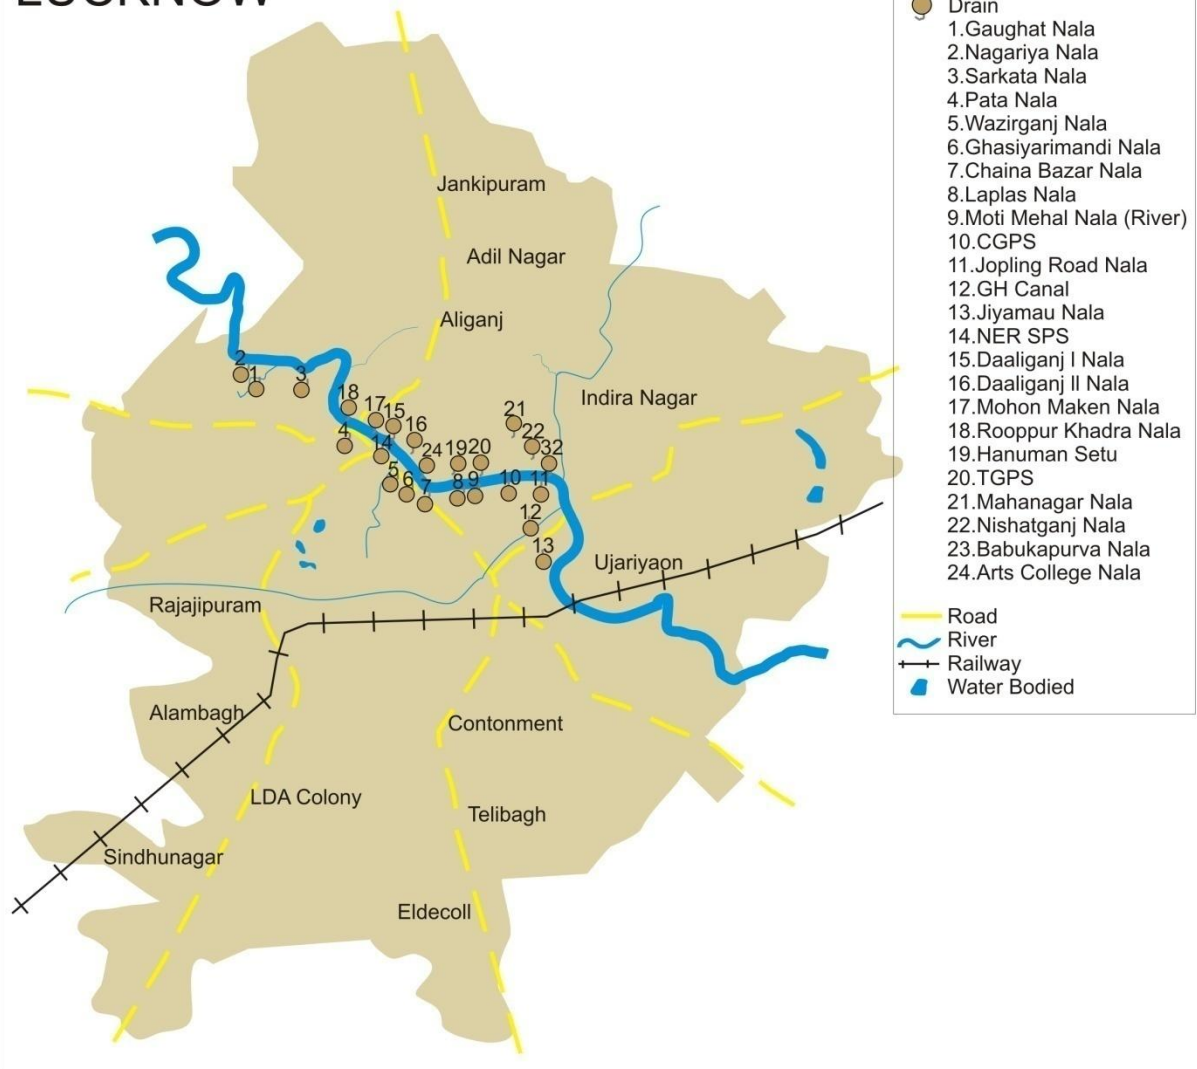 LUCKNOW
Jankipuram
Adil Nagar
Aliganj
Indira Nagar
2
1
3
18
17
15
16
21
22
32
4
14
24
19
20
5
6
7
8
9
10
11
12
13
Ujariyaon
Rajajipuram
Alambagh
Contonment
LDA Colony
Telibagh
Sindhunagar
Eldecoll
Drain
1.Gaughat Nala
2.Nagariya Nala
3.Sarkata Nala
4.Pata Nala
5.Wazirganj Nala
6.Ghasiyarimandi Nala
7.Chaina Bazar Nala
8.Laplas Nala
9.Moti Mehal Nala (River)
10.CGPS
11.Jopling Road Nala
12.GH Canal
13.Jiyamau Nala
14.NER SPS
15.Daaliganj I Nala
16.Daaliganj II Nala
17.Mohon Maken Nala
18.Rooppur Khadra Nala
19.Hanuman Setu
20.TGPS
21.Mahanagar Nala
22.Nishatganj Nala
23.Babukapurva Nala
24.Arts College Nala
Road
River
Railway
Water Bodied